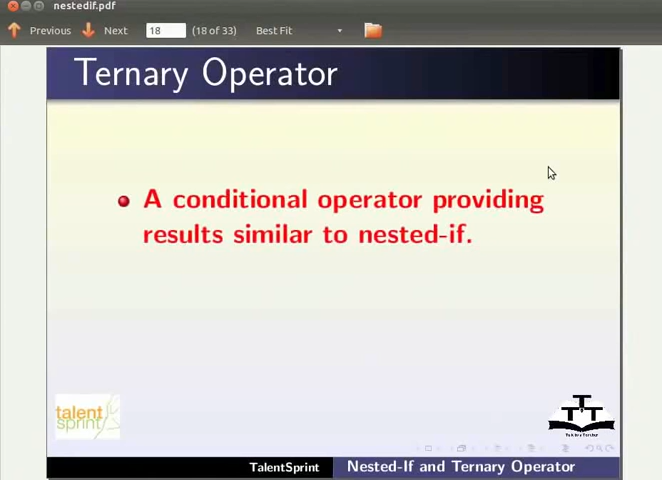 nestedif.pdf
Previous Next 18 (18 of 33) Best Fit
Ternary Operator
A conditional operator providing
results similar to nested-if.
talent
sprint
TalentSprint Nested-If and Ternary Operator